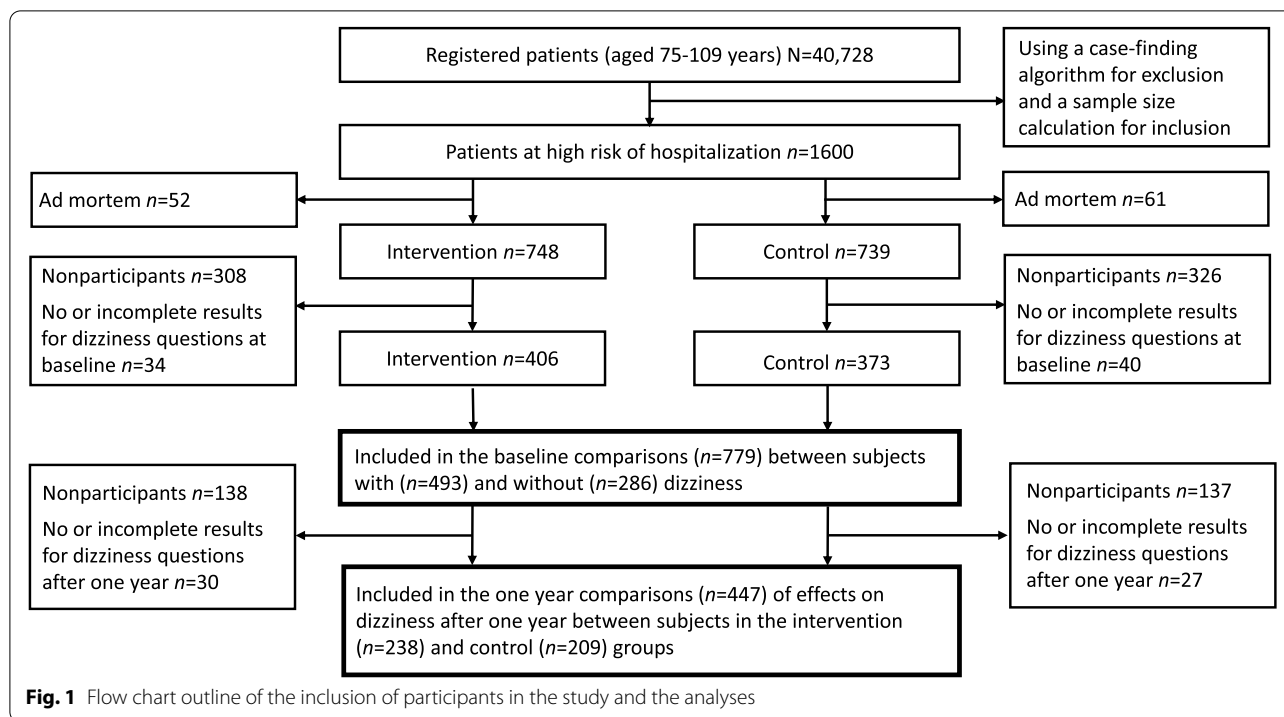 Registered patients (aged 75-109 years) N=40,728
Using a case-finding
algorithm for exclusion
and a sample size
calculation for inclusion
Patients at high risk of hospitalization n=1600
Ad mortem n=52
Ad mortem n=61
Intervention n=748
Control n=739
Nonparticipants n=308
No or incomplete results
for dizziness questions at
baseline n=34
Nonparticipants n=326
No or incomplete results
for dizziness questions at
baseline n=40
Intervention n=406
Control n=373
Included in the baseline comparisons (n=779) between subjects
with (n=493) and without (n=286) dizziness
Nonparticipants n=138
No or incomplete results
for dizziness questions
after one year n=30
Nonparticipants n=137
No or incomplete results
for dizziness questions
after one year n=27
Included in the one year comparisons (n=447) of effects on
dizziness after one year between subjects in the intervention
(n=238) and control (n=209) groups
Fig. 1 Flow chart outline of the inclusion of participants in the study and the analyses